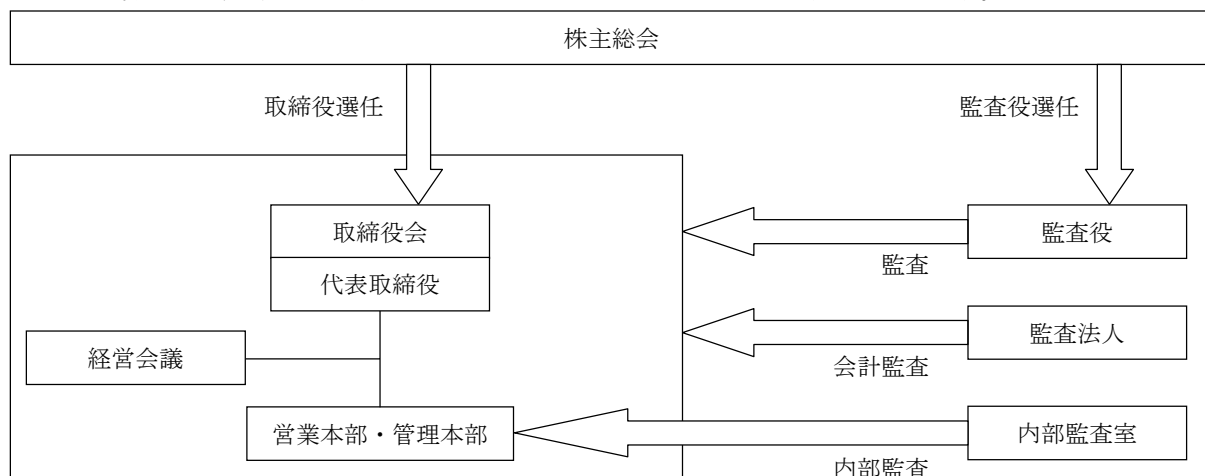 株主総会
取締役選任
監査役選任
取締役会
監査役
監査
代表取締役
監査法人
経営会議
会計監査
営業本部・管理本部
内部監査室
内部監査